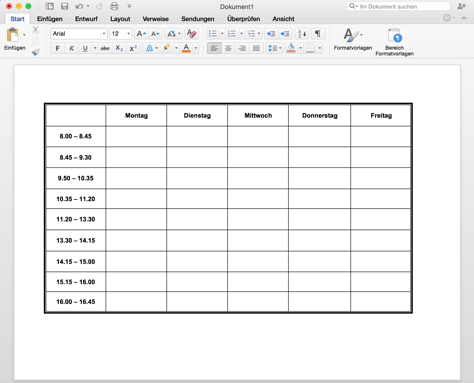 Dokument1
Im Dokument suchen
Start Einfügen Entwurf Layout Verweise Sendungen Überprüfen Ansicht
Einfügen
Arial 12
F K U abc X₂ X²
Formatvorlagen
Bereich
Formatvorlagen
Montag Dienstag Mittwoch Donnerstag Freitag
8.00 – 8.45
8.45 – 9.30
9.50 – 10.35
10.35 – 11.20
11.20 – 13.30
13.30 – 14.15
14.15 – 15.00
15.15 – 16.00
16.00 – 16.45